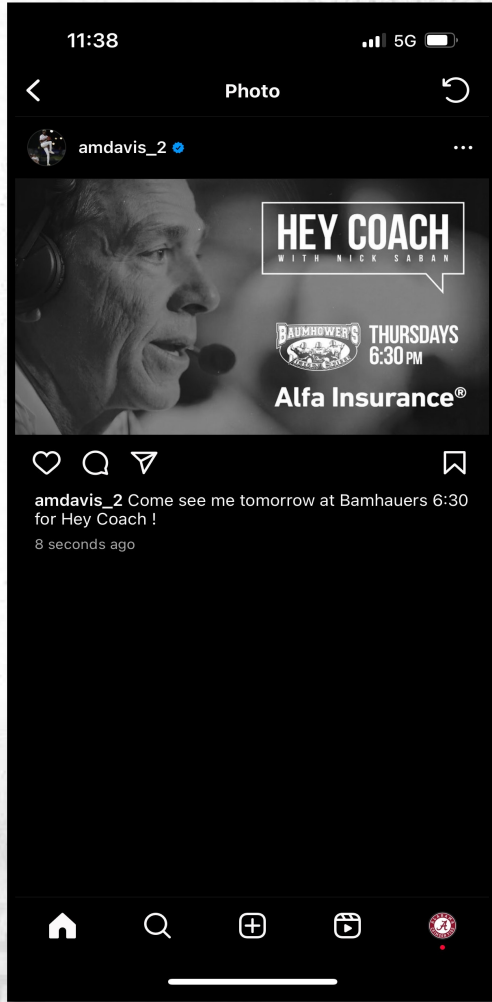 11:38
5G
Photo
amdavis_2
HEY COACH
WITH NICK SABAN
BAUMHOWER'S
THURSDAYS
6:30 PM
Alfa Insurance®
amdavis_2 Come see me tomorrow at Bamhauers 6:30
for Hey Coach !
8 seconds ago